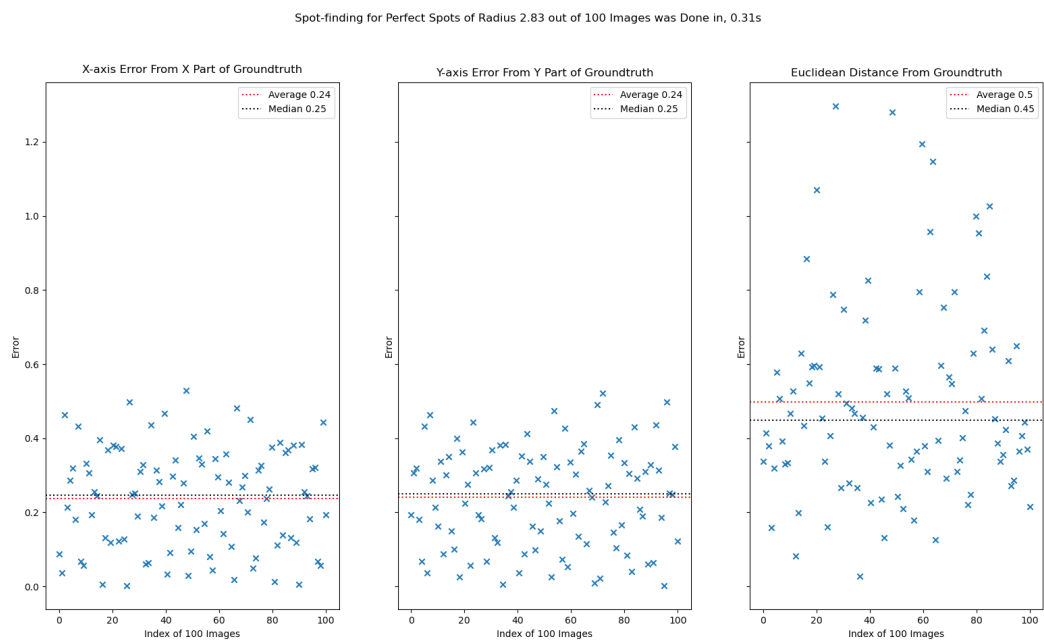 Spot-finding for Perfect Spots of Radius 2.83 out of 100 Images was Done in, 0.31s
X-axis Error From X Part of Groundtruth
Average 0.24
Median 0.25
Error
0.0
0.2
0.4
0.6
0.8
1.0
1.2
0
20
40
60
80
100
Index of 100 Images
Y-axis Error From Y Part of Groundtruth
Average 0.24
Median 0.25
Error
0
20
40
60
80
100
Index of 100 Images
Euclidean Distance From Groundtruth
Average 0.5
Median 0.45
Error
0
20
40
60
80
100
Index of 100 Images